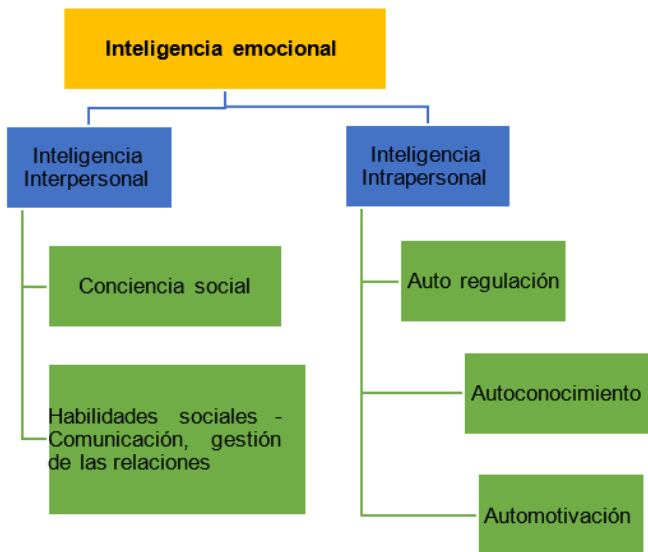 Inteligencia emocional
Inteligencia
Interpersonal
Conciencia social
Habilidades sociales -
Comunicación, gestión
de las relaciones
Inteligencia
Intrapersonal
Auto regulación
Autoconocimiento
Automotivación